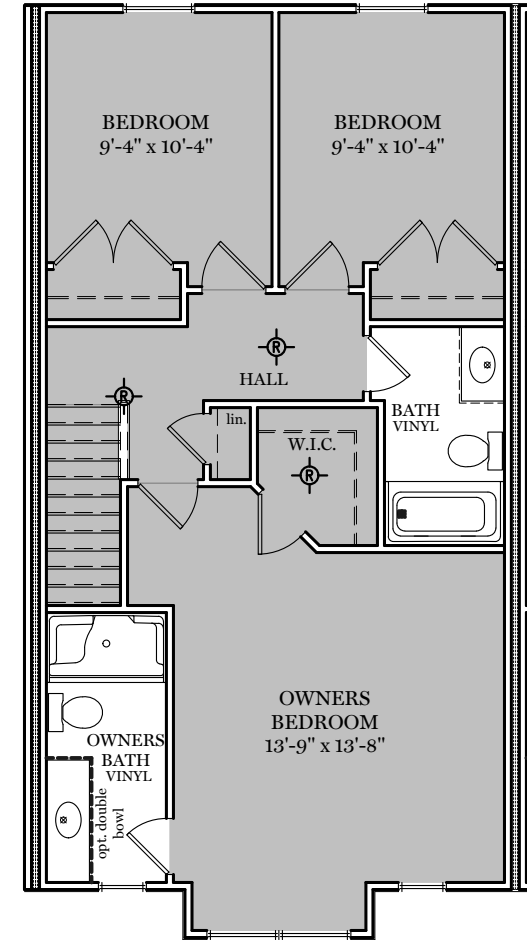 BEDROOM
9'-4" x 10'-4"
BEDROOM
9'-4" x 10'-4"
R
HALL
R
lin.
W.I.C.
R
BATH
VINYL
OWNERS
BEDROOM
13'-9" x 13'-8"
OWNERS
BATH
VINYL
opt. double
bowl